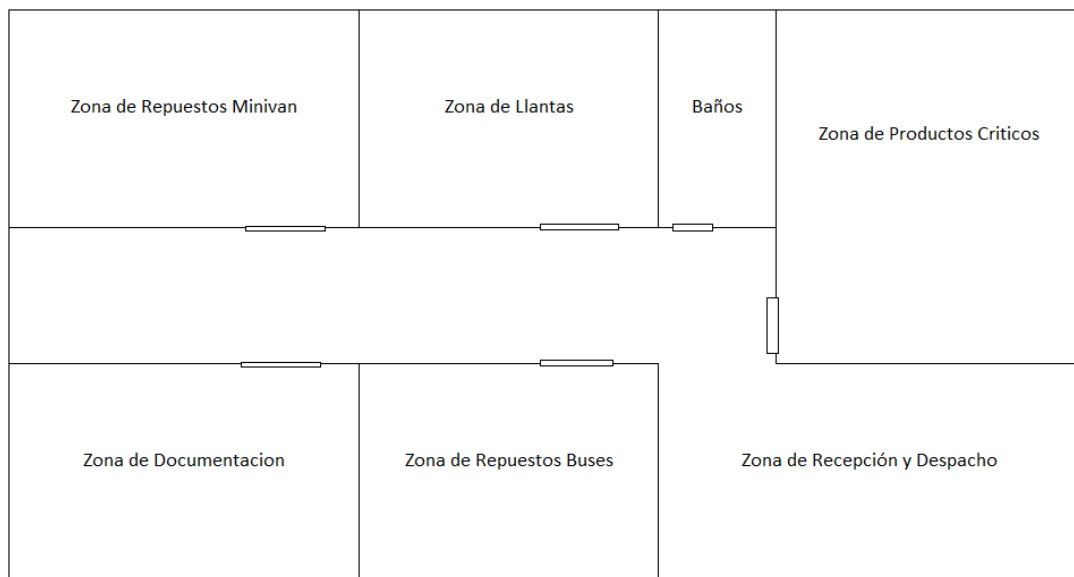 Zona de Repuestos Minivan
Zona de Llantas
Baños
Zona de Productos Criticos
Zona de Documentacion
Zona de Repuestos Buses
Zona de Recepción y Despacho